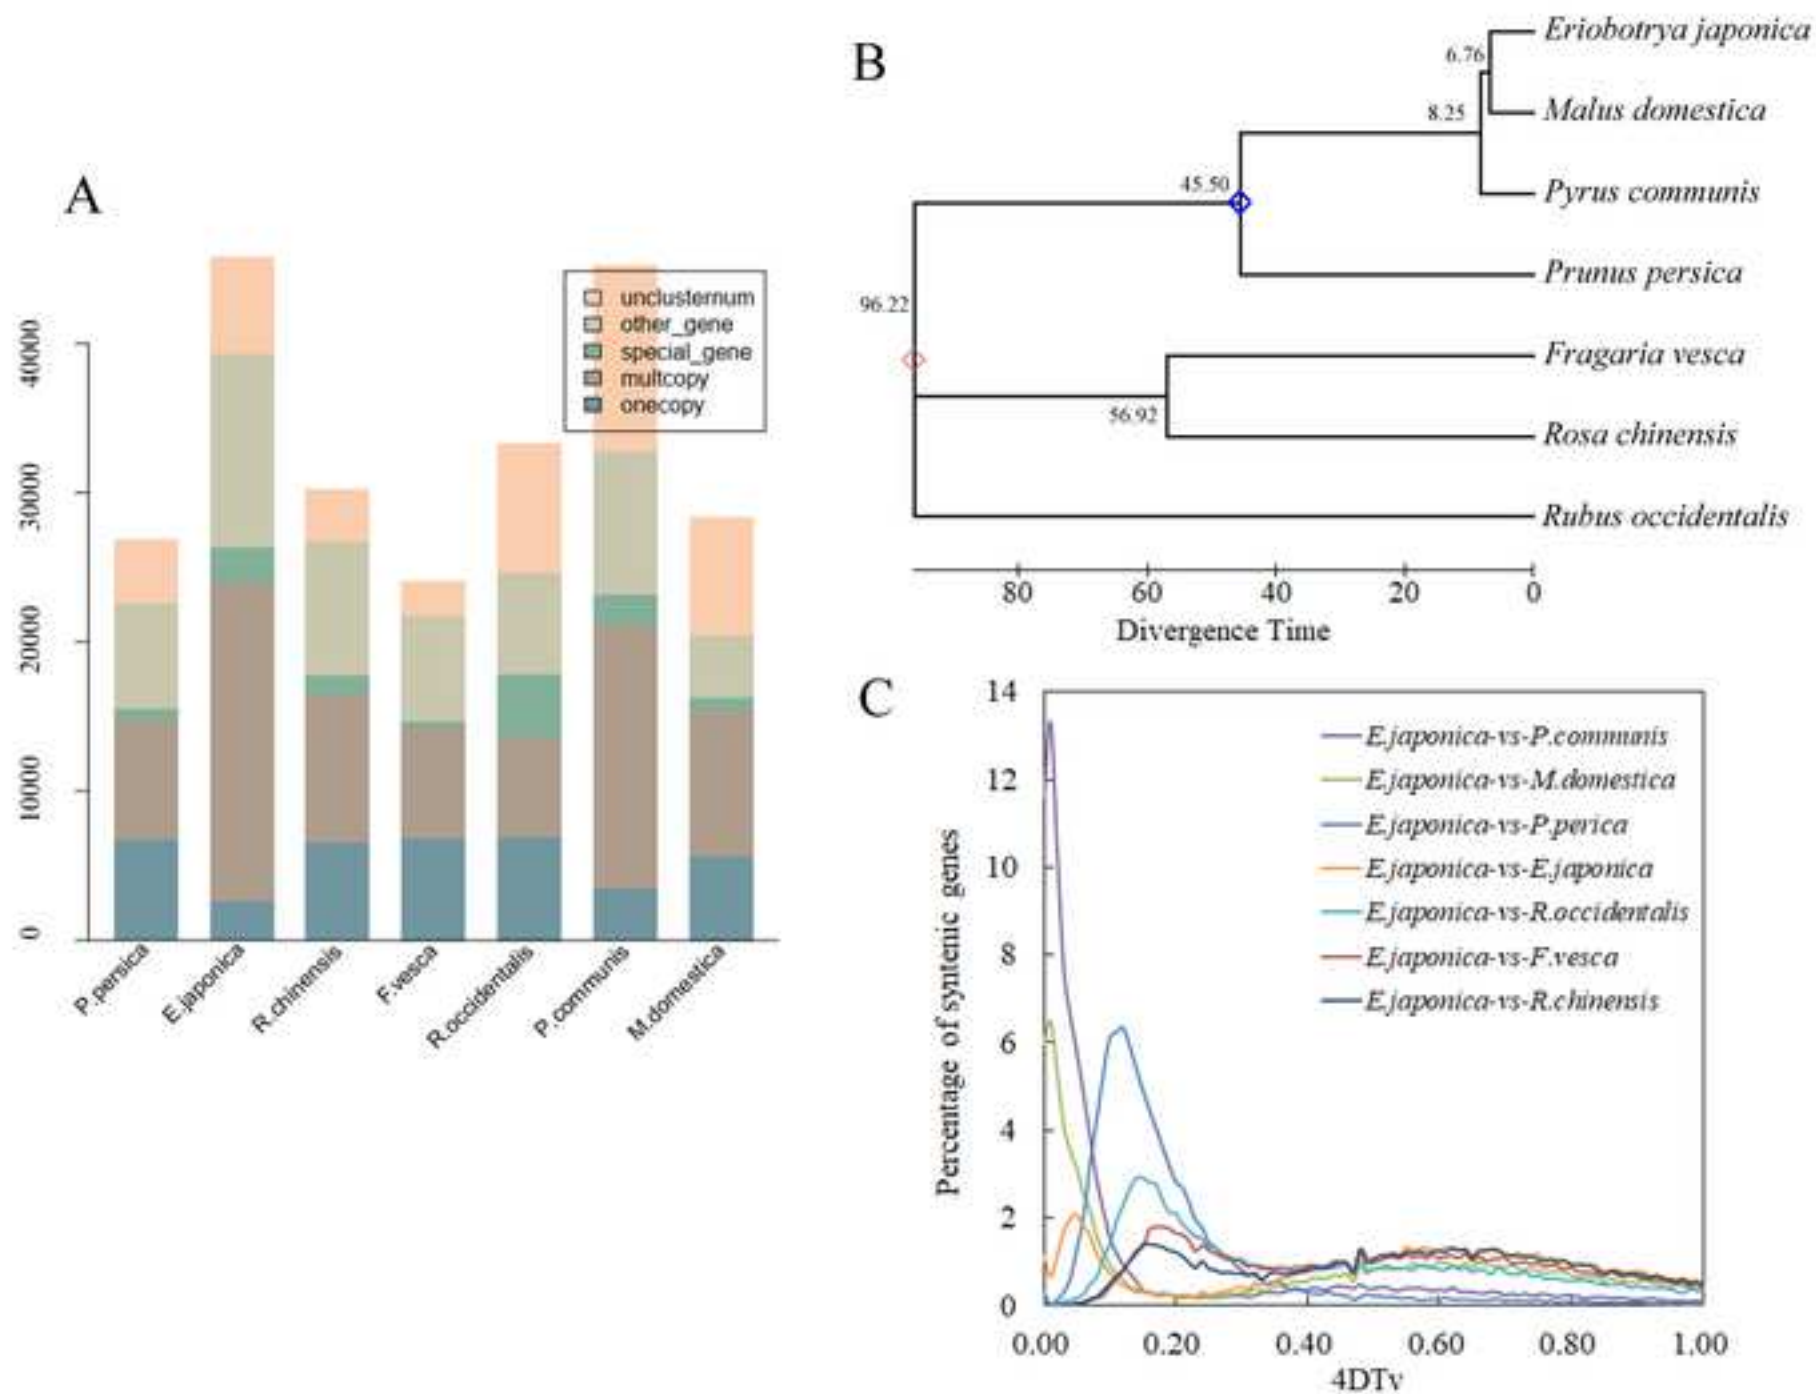 A
40000
30000
20000
10000
0
unclusternum
other_gene
special_gene
multcopy
onecopy
P.persica
E.japonica
R.chinensis
F.vesca
R.occidentalis
P.communis
M.domestica
B
Eriobotrya japonica
6.76
Malus domestica
8.25
Pyrus communis
45.50
Prunus persica
96.22
Fragaria vesca
56.92
Rosa chinensis
Rubus occidentalis
80 60 40 20 0
Divergence Time
C
14
12
10
8
6
4
2
0
Percentage of syntenic genes
E.japonica-vs-P.communis
E.japonica-vs-M.domestica
E.japonica-vs-P.perica
E.japonica-vs-E.japonica
E.japonica-vs-R.occidentalis
E.japonica-vs-F.vesca
E.japonica-vs-R.chinensis
0.00 0.20 0.40 0.60 0.80 1.00
4DTv